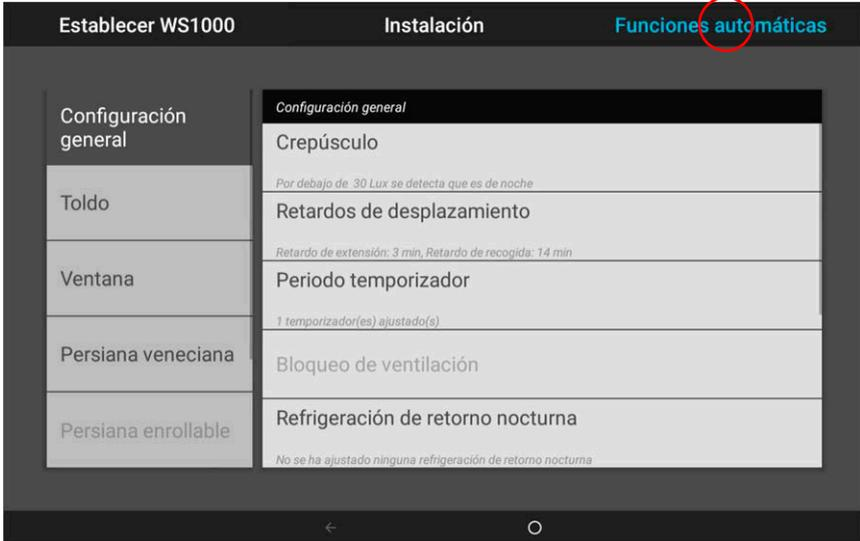 Establecer WS1000
Instalación
Funciones automáticas
Configuración
general
Toldo
Ventana
Persiana veneciana
Persiana enrollable
Configuración general
Crepúsculo
Por debajo de 30 Lux se detecta que es de noche
Retardos de desplazamiento
Retardo de extensión: 3 min, Retardo de recogida: 14 min
Periodo temporizador
1 temporizador(es) ajustado(s)
Bloqueo de ventilación
Refrigeración de retorno nocturna
No se ha ajustado ninguna refrigeración de retorno nocturna